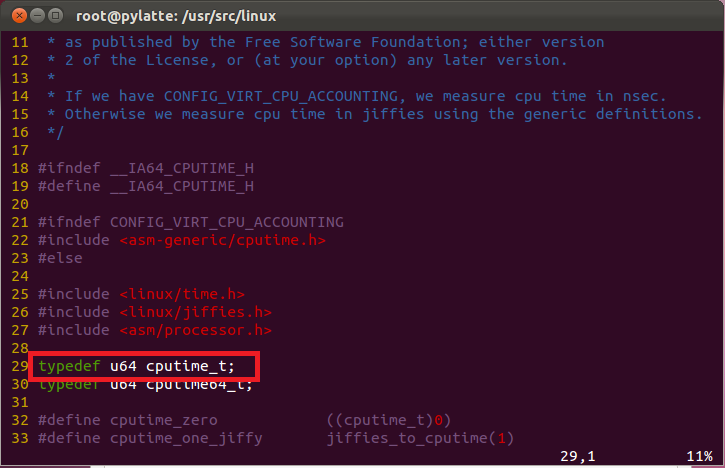 root@pylatte: /usr/src/linux
11  * as published by the Free Software Foundation; either version
12  * 2 of the License, or (at your option) any later version.
13  *
14  * If we have CONFIG_VIRT_CPU_ACCOUNTING, we measure cpu time in nsec.
15  * Otherwise we measure cpu time in jiffies using the generic definitions.
16  */
17
18 #ifndef __IA64_CPUTIME_H
19 #define __IA64_CPUTIME_H
20
21 #ifndef CONFIG_VIRT_CPU_ACCOUNTING
22 #include <asm-generic/cputime.h>
23 #else
24
25 #include <linux/time.h>
26 #include <linux/jiffies.h>
27 #include <asm/processor.h>
28
29 typedef u64 cputime_t;
30 typedef u64 cputime64_t;
31
32 #define cputime_zero            ((cputime_t)0)
33 #define cputime_one_jiffy       jiffies_to_cputime(1)
29,1          11%